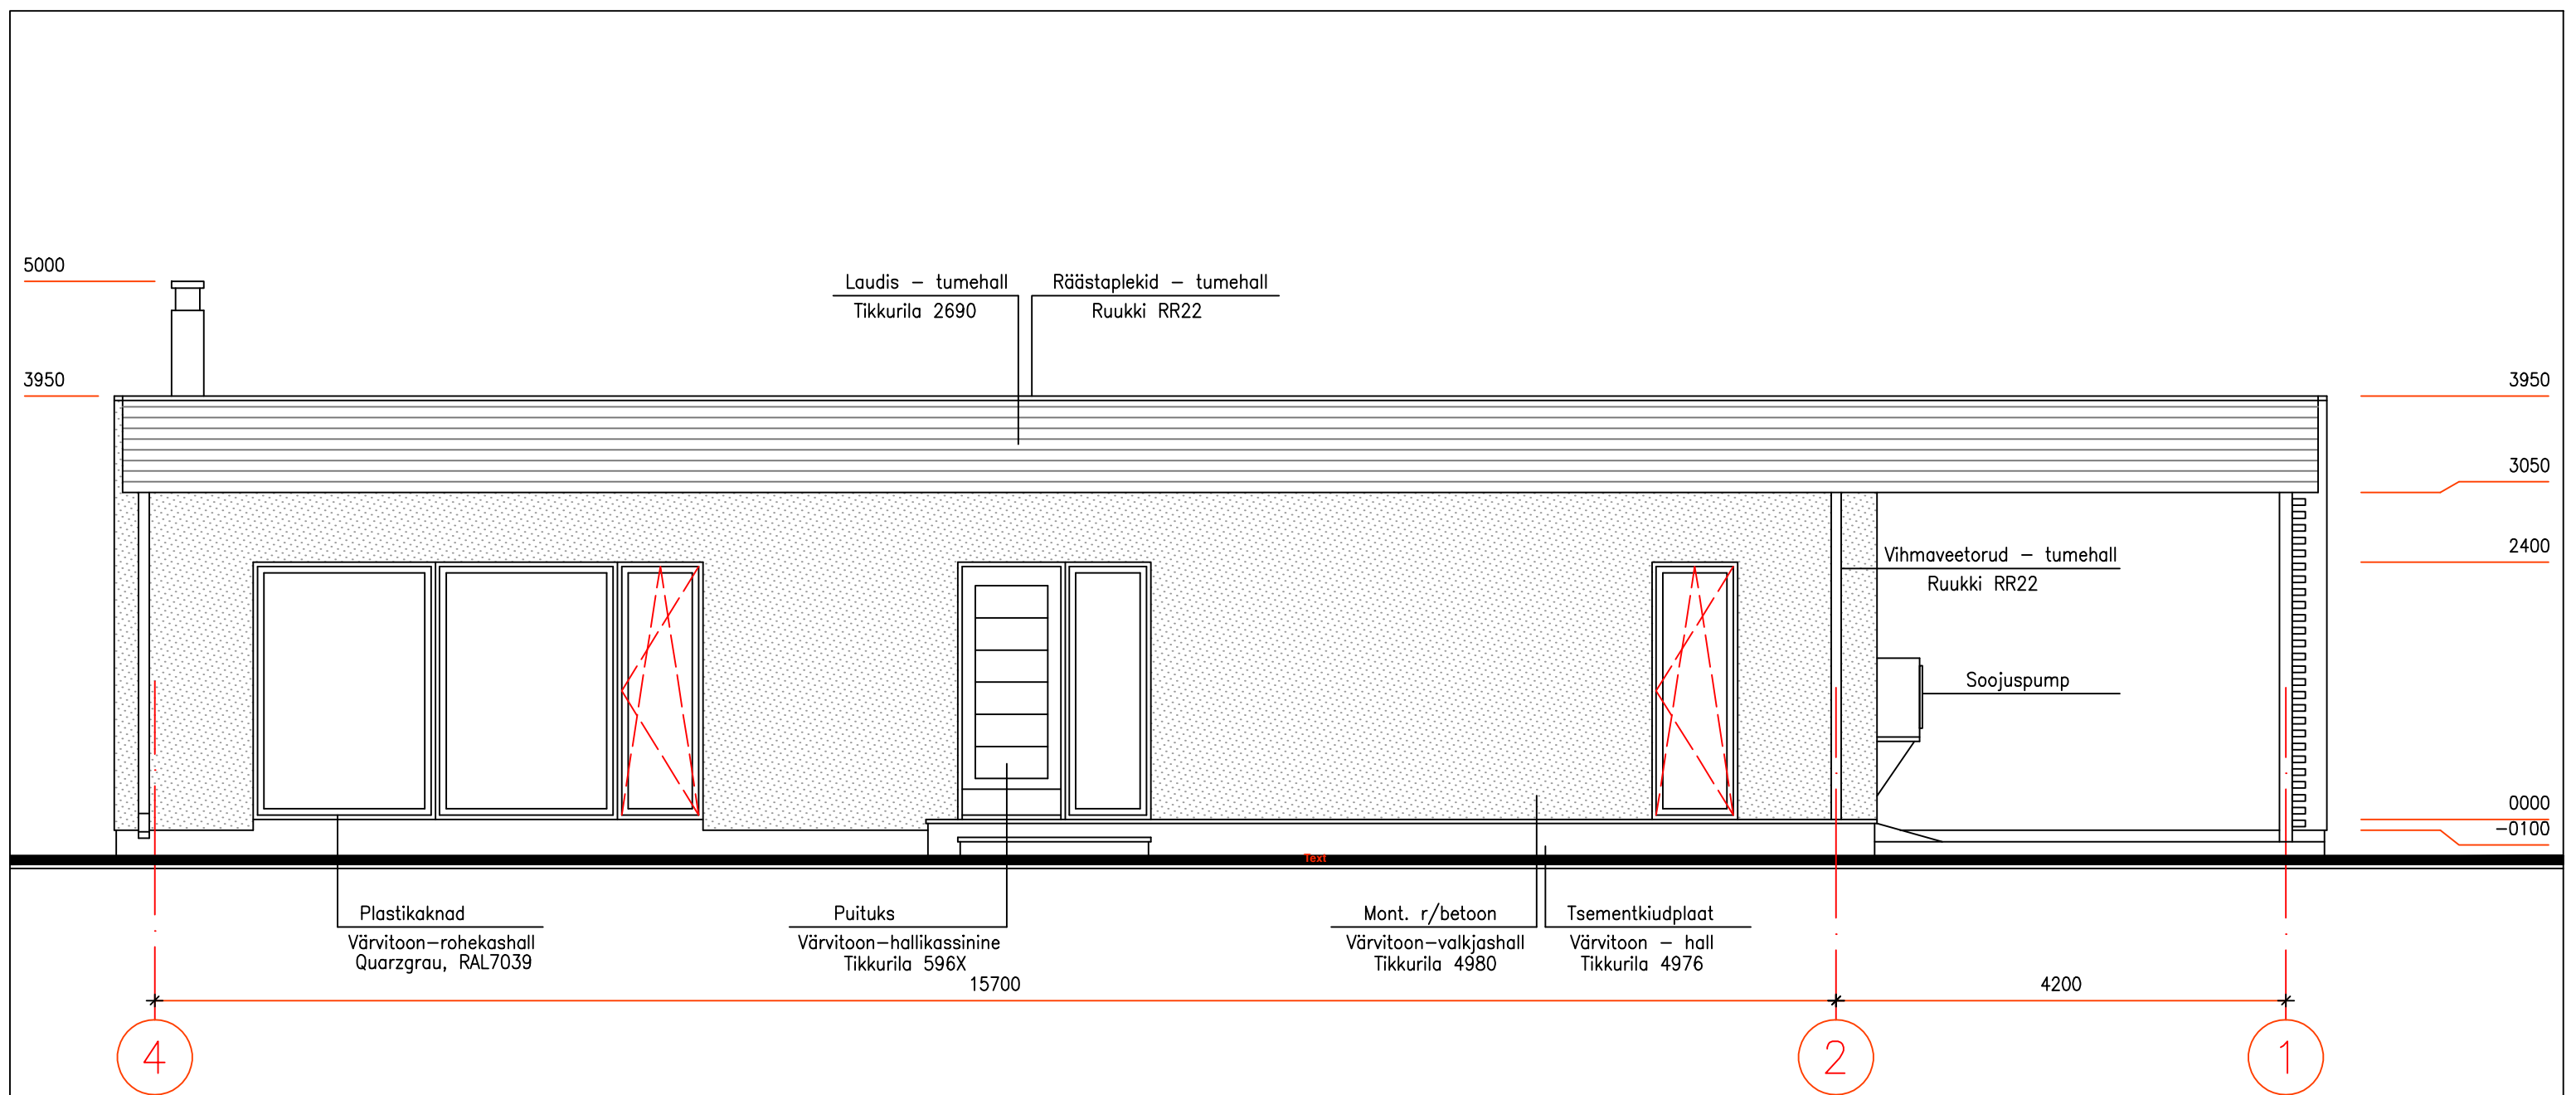 5000
Laudis – tumehall
Tikkurila 2690
Räästaplekid – tumehall
Ruukki RR22
3950
3950
3050
2400
Vihmaveetorud – tumehall
Ruukki RR22
Soojuspump
0000
-0100
Text
Plastikaknad
Värvitoon-rohekashall
Quarzgrau, RAL7039
Puituks
Värvitoon-hallikassinine
Tikkurila 596X
Mont. r/betoon
Värvitoon-valkjashall
Tikkurila 4980
Tsementkiudplaat
Värvitoon – hall
Tikkurila 4976
15700
4200
4
2
1